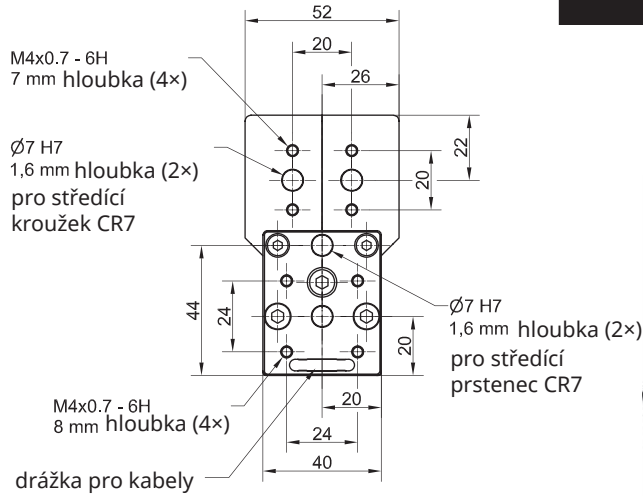 52
20
26
M4x0.7 - 6H
7 mm hloubka (4×)
Ø7 H7
1,6 mm hloubka (2×)
pro středící
kroužek CR7
22
20
44
24
Ø7 H7
1,6 mm hloubka (2×)
pro středící
prstenec CR7
20
M4x0.7 - 6H
8 mm hloubka (4×)
20
24
40
drážka pro kabely